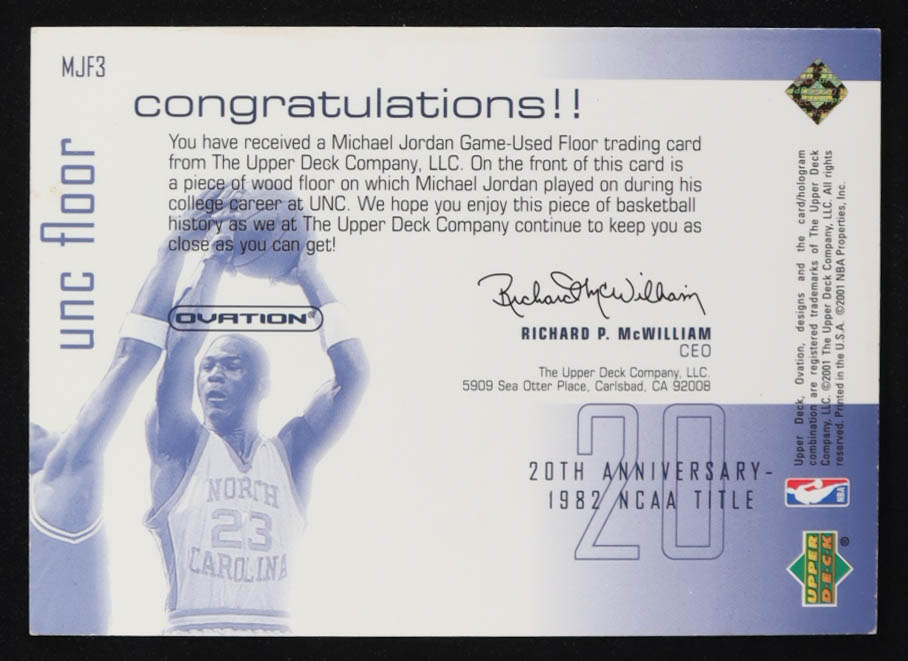 MJF3
congratulations!!
You have received a Michael Jordan Game-Used Floor trading card
from The Upper Deck Company, LLC. On the front of this card is
a piece of wood floor on which Michael Jordan played on during his
college career at UNC. We hope you enjoy this piece of basketball
history as we at The Upper Deck Company continue to keep you as
close as you can get!
unc floor
OVATION
Richard McWilliam
RICHARD P. McWILLIAM
CEO
The Upper Deck Company, LLC.
5909 Sea Otter Place, Carlsbad, CA 92008
20
20TH ANNIVERSARY-
1982 NCAA TITLE
NORTH
23
CAROLINA
Upper Deck, Ovation, designs and the card/hologram
combination are registered trademarks of The Upper Deck
Company, LLC. ©2001 The Upper Deck Company, LLC. All rights
reserved. Printed in the U.S.A. ©2001 NBA Properties, Inc.
NBA
UPPER
DECK ®